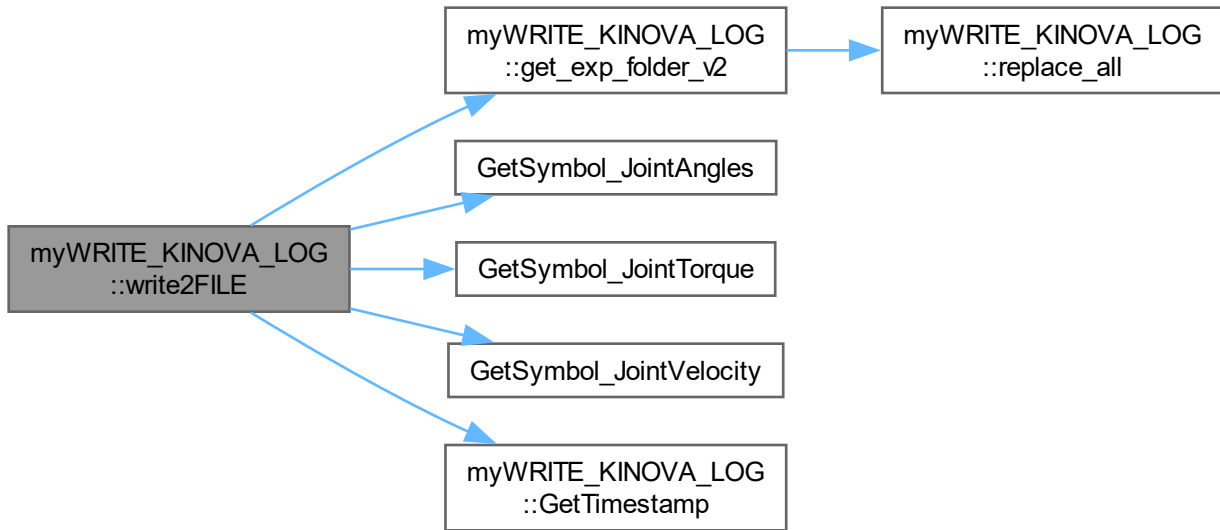 myWRITE_KINOVA_LOG
::get_exp_folder_v2
myWRITE_KINOVA_LOG
::replace_all
GetSymbol_JointAngles
myWRITE_KINOVA_LOG
::write2FILE
GetSymbol_JointTorque
GetSymbol_JointVelocity
myWRITE_KINOVA_LOG
::GetTimestamp